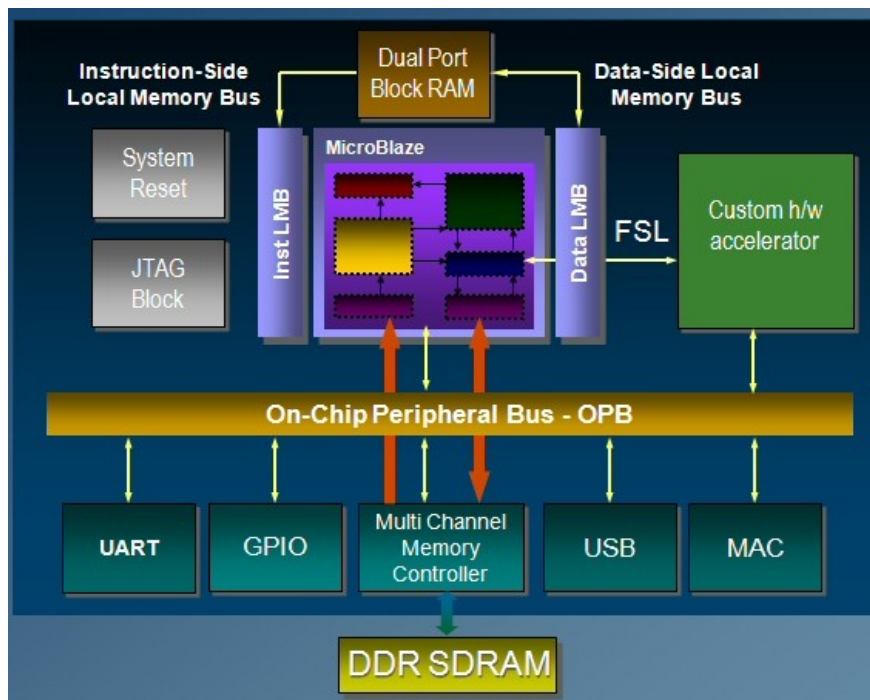 Instruction-Side
Local Memory Bus
Dual Port
Block RAM
Data-Side Local
Memory Bus
System
Reset
JTAG
Block
Inst LMB
MicroBlaze
Data LMB
FSL
Custom h/w
accelerator
On-Chip Peripheral Bus - OPB
UART
GPIO
Multi Channel
Memory
Controller
USB
MAC
DDR SDRAM